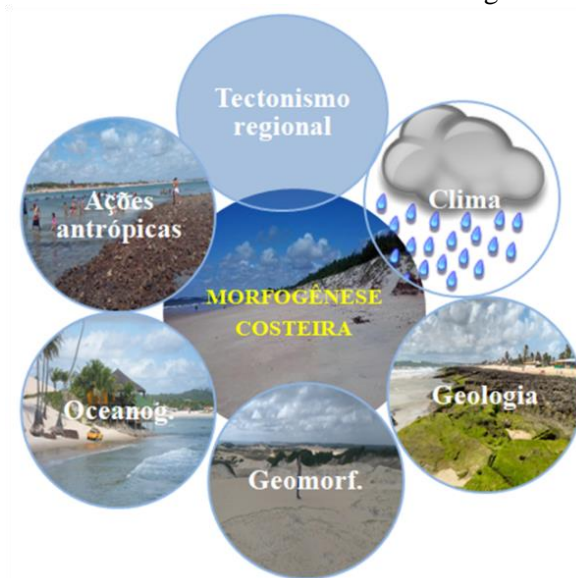 Tectonismo
regional
Ações
antrópicas
Clima
MORFOGÊNESE
COSTEIRA
Oceanog.
Geologia
Geomorf.